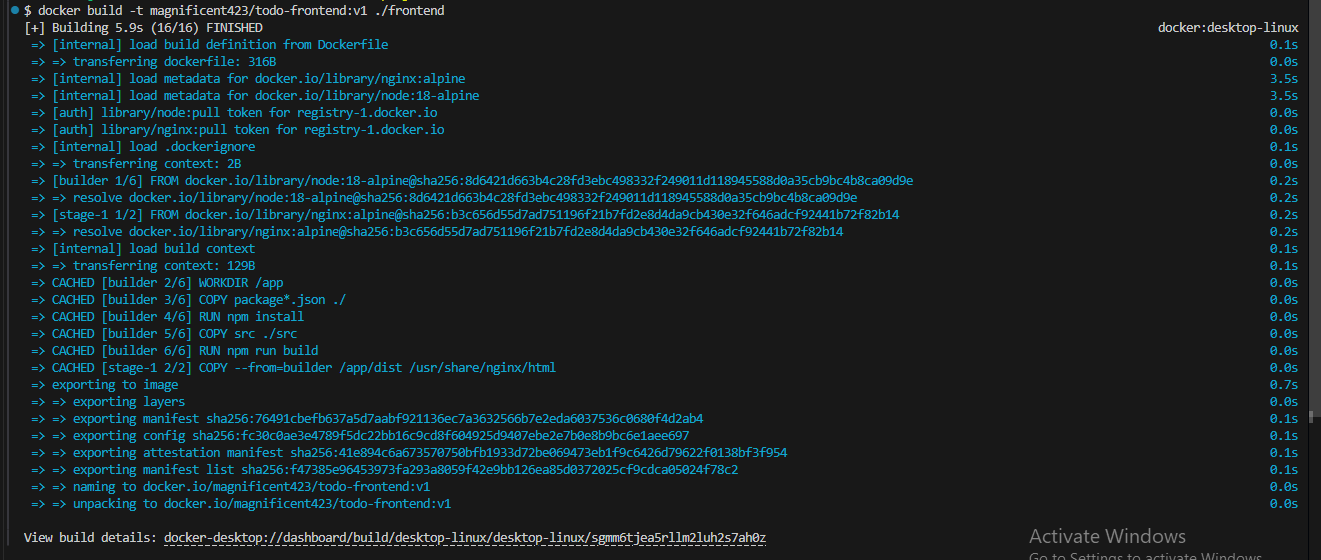 $ docker build -t magnificent423/todo-frontend:v1 ./frontend
[+] Building 5.9s (16/16) FINISHED docker:desktop-linux
=> [internal] load build definition from Dockerfile 0.1s
=> => transferring dockerfile: 316B 0.0s
=> [internal] load metadata for docker.io/library/nginx:alpine 3.5s
=> [internal] load metadata for docker.io/library/node:18-alpine 3.5s
=> [auth] library/node:pull token for registry-1.docker.io 0.0s
=> [auth] library/nginx:pull token for registry-1.docker.io 0.0s
=> [internal] load .dockerignore 0.1s
=> => transferring context: 2B 0.0s
=> [builder 1/6] FROM docker.io/library/node:18-alpine@sha256:8d6421d663b4c28fd3ebc498332f249011d118945588d0a35cb9bc4b8ca09d9e 0.2s
=> => resolve docker.io/library/node:18-alpine@sha256:8d6421d663b4c28fd3ebc498332f249011d118945588d0a35cb9bc4b8ca09d9e 0.2s
=> [stage-1 1/2] FROM docker.io/library/nginx:alpine@sha256:b3c656d55d7ad751196f21b7fd2e8d4da9cb430e32f646adcf92441b72f82b14 0.2s
=> => resolve docker.io/library/nginx:alpine@sha256:b3c656d55d7ad751196f21b7fd2e8d4da9cb430e32f646adcf92441b72f82b14 0.2s
=> [internal] load build context 0.1s
=> => transferring context: 129B 0.1s
=> CACHED [builder 2/6] WORKDIR /app 0.0s
=> CACHED [builder 3/6] COPY package*.json ./ 0.0s
=> CACHED [builder 4/6] RUN npm install 0.0s
=> CACHED [builder 5/6] COPY src ./src 0.0s
=> CACHED [builder 6/6] RUN npm run build 0.0s
=> CACHED [stage-1 2/2] COPY --from=builder /app/dist /usr/share/nginx/html 0.0s
=> exporting to image 0.7s
=> => exporting layers 0.0s
=> => exporting manifest sha256:76491cbefb637a5d7aabf921136ec7a3632566b7e2eda6037536c0680f4d2ab4 0.1s
=> => exporting config sha256:fc30c0ae3e4789f5dc22bb16c9cd8f604925d9407ebe2e7b0e8b9bc6e1aee697 0.1s
=> => exporting attestation manifest sha256:41e894c6a673570750bfb1933d72be069473eb1f9c6426d79622f0138bf3f954 0.1s
=> => exporting manifest list sha256:f47385e96453973fa293a8059f42e9bb126ea85d0372025cf9cdca05024f78c2 0.1s
=> => naming to docker.io/magnificent423/todo-frontend:v1 0.0s
=> => unpacking to docker.io/magnificent423/todo-frontend:v1 0.0s
View build details: docker-desktop://dashboard/build/desktop-linux/desktop-linux/sgmm6tjea5rllm2luh2s7ah0z
Activate Windows
Go to Settings to activate Windows.